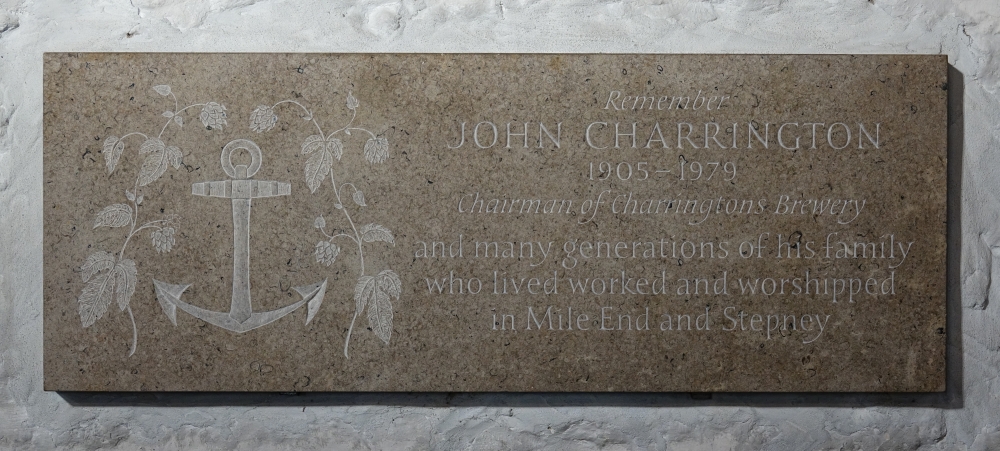 Remember
JOHN CHARRINGTON
1905–1979
Chairman of Charringtons Brewery
and many generations of his family
who lived worked and worshipped
in Mile End and Stepney